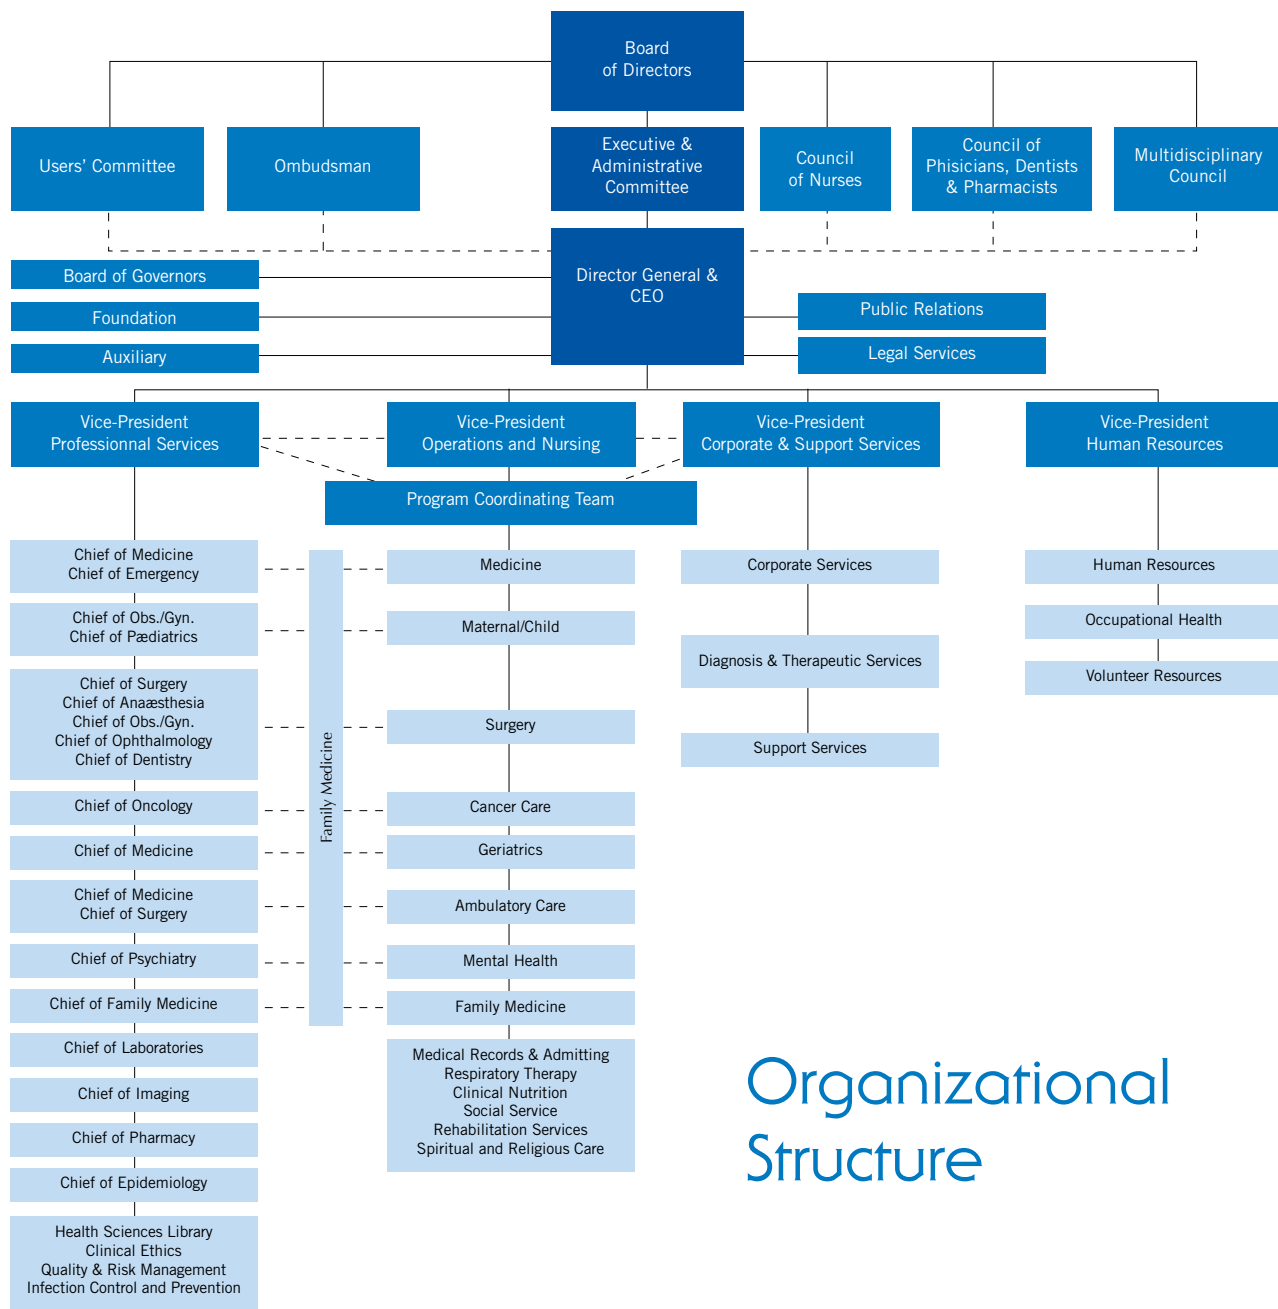 Board
of Directors
Users' Committee
Ombudsman
Executive &
Administrative
Committee
Council
of Nurses
Council of
Phisicians, Dentists
& Pharmacists
Multidisciplinary
Council
Director General &
CEO
Board of Governors
Foundation
Auxiliary
Public Relations
Legal Services
Vice-President
Professionnal Services
Vice-President
Operations and Nursing
Vice-President
Corporate & Support Services
Vice-President
Human Resources
Program Coordinating Team
Chief of Medicine
Chief of Emergency
Chief of Obs./Gyn.
Chief of Pædiatrics
Chief of Surgery
Chief of Anaæsthesia
Chief of Obs./Gyn.
Chief of Ophthalmology
Chief of Dentistry
Chief of Oncology
Chief of Medicine
Chief of Medicine
Chief of Surgery
Chief of Psychiatry
Chief of Family Medicine
Chief of Laboratories
Chief of Imaging
Chief of Pharmacy
Chief of Epidemiology
Health Sciences Library
Clinical Ethics
Quality & Risk Management
Infection Control and Prevention
Family Medicine
Medicine
Maternal/Child
Surgery
Cancer Care
Geriatrics
Ambulatory Care
Mental Health
Family Medicine
Medical Records & Admitting
Respiratory Therapy
Clinical Nutrition
Social Service
Rehabilitation Services
Spiritual and Religious Care
Corporate Services
Diagnosis & Therapeutic Services
Support Services
Human Resources
Occupational Health
Volunteer Resources
Organizational
Structure